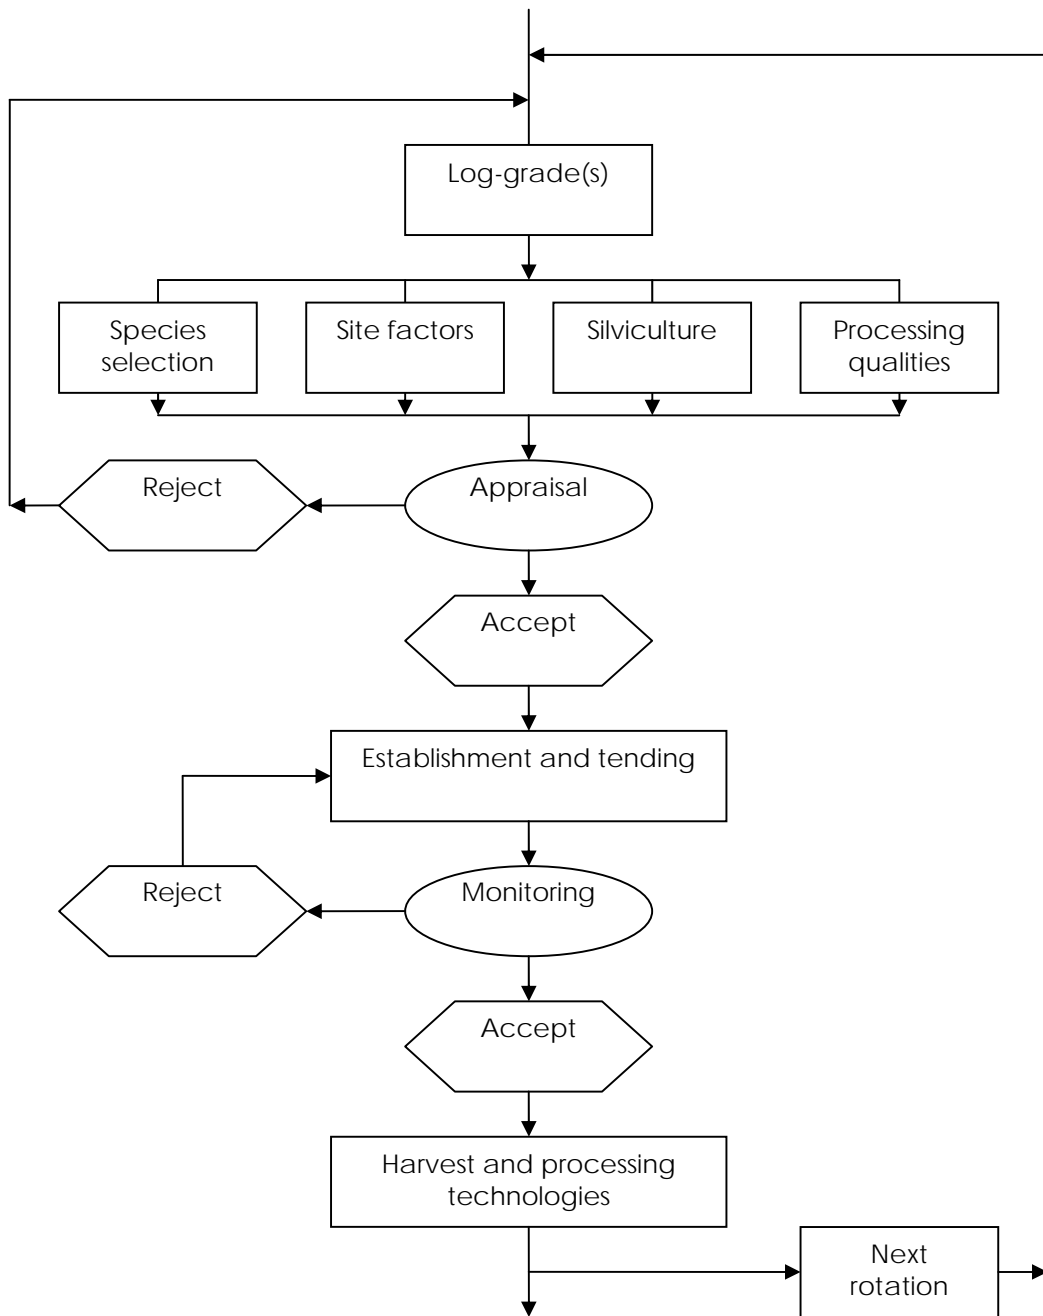 Log-grade(s)
Species
selection
Site factors
Silviculture
Processing
qualities
Reject
Appraisal
Accept
Establishment and tending
Reject
Monitoring
Accept
Harvest and processing
technologies
Next
rotation